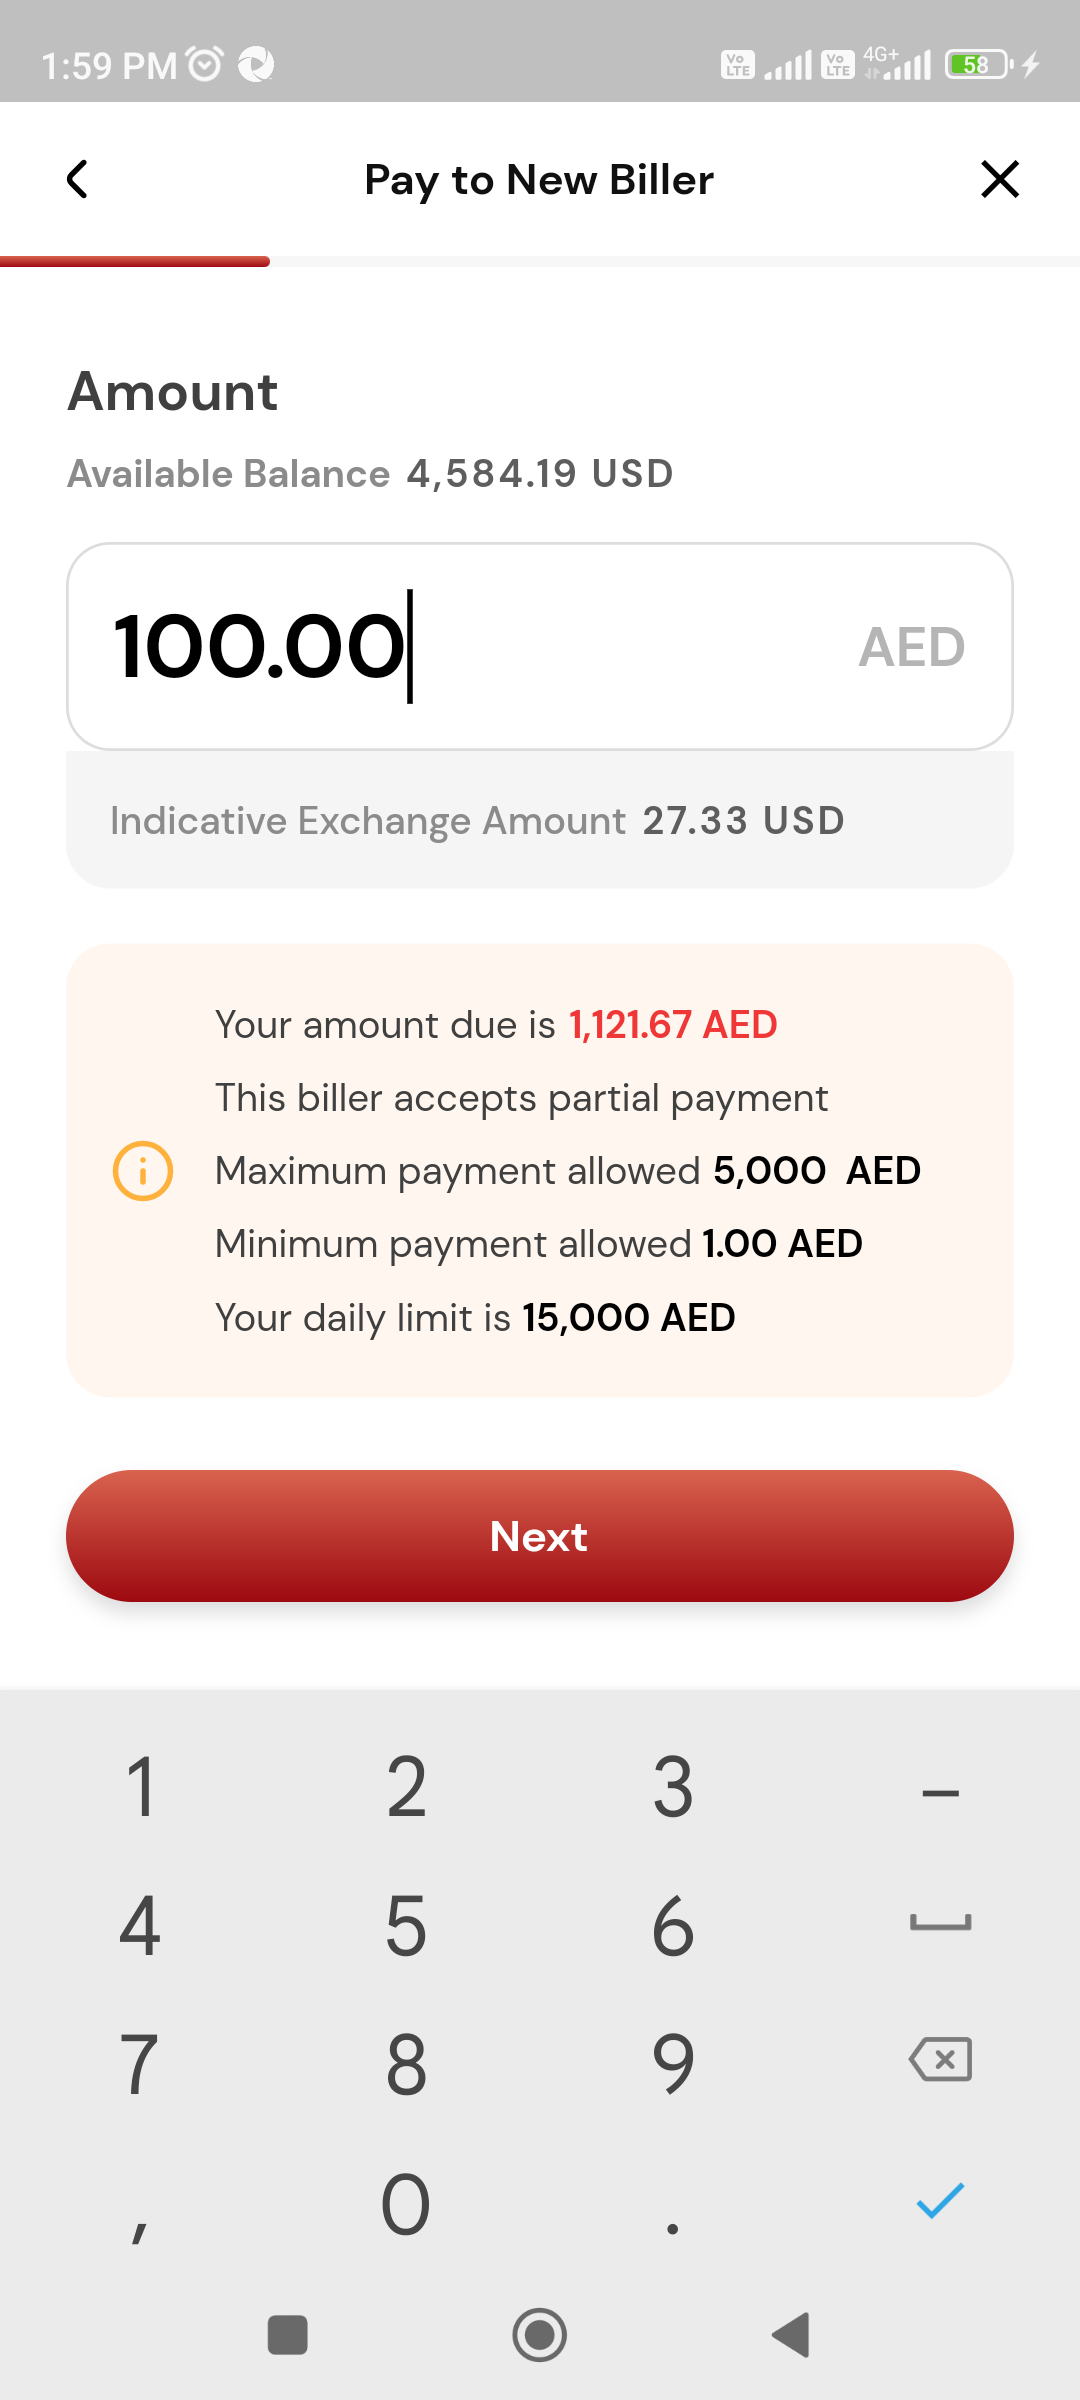 1:59 PM
Vo LTE Vo LTE 4G+ 58
Pay to New Biller
Amount
Available Balance 4,584.19 USD
100.00 AED
Indicative Exchange Amount 27.33 USD
Your amount due is 1,121.67 AED
This biller accepts partial payment
Maximum payment allowed 5,000 AED
Minimum payment allowed 1.00 AED
Your daily limit is 15,000 AED
Next
1 2 3 –
4 5 6
7 8 9
, 0 .